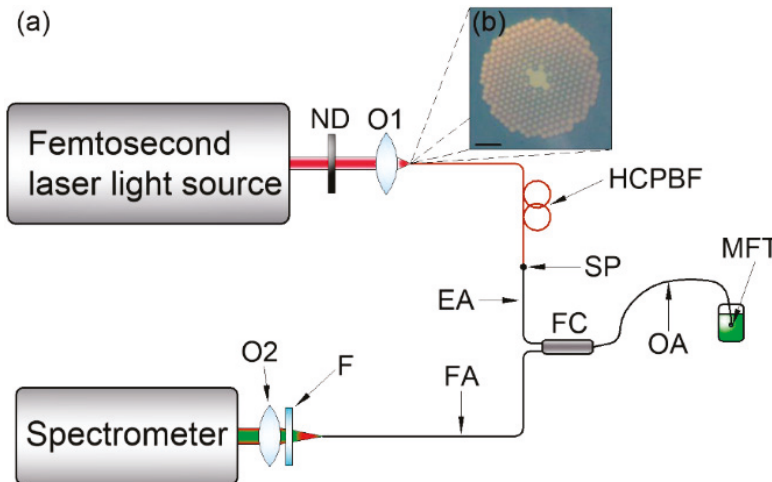 (a)
(b)
ND
O1
Femtosecond
laser light source
HCPBF
MFT
SP
EA
FC
OA
O2
F
FA
Spectrometer